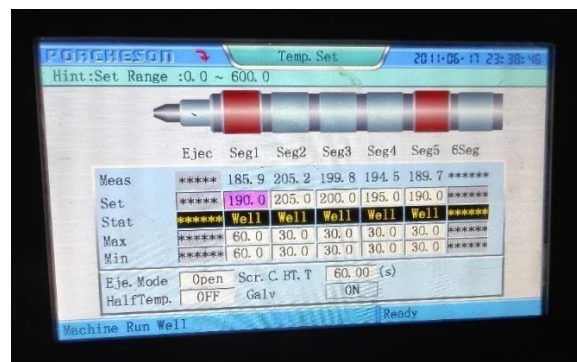 PORCHESON Temp. Set 2011-06-17 23:38:46
Hint:Set Range :0.0 ~ 600.0
Ejec Seg1 Seg2 Seg3 Seg4 Seg5 6Seg
Meas ***** 185.9 205.2 199.8 194.5 189.7 ******
Set ***** 190.0 205.0 200.0 195.0 190.0 ******
Stat ****** Well Well Well Well Well ******
Max ***** 60.0 30.0 30.0 30.0 30.0 ******
Min ***** 60.0 30.0 30.0 30.0 30.0 ******
Eje. Mode Open Scr. C. BT. T 60.00 (s)
HalfTemp. OFF Galv ON
Machine Run Well Ready